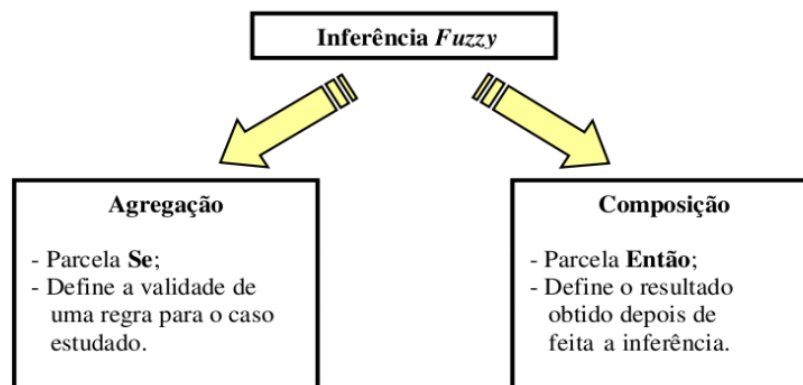 Inferência Fuzzy
Agregação
- Parcela Se;
- Define a validade de
uma regra para o caso
estudado.
Composição
- Parcela Então;
- Define o resultado
obtido depois de
feita a inferência.